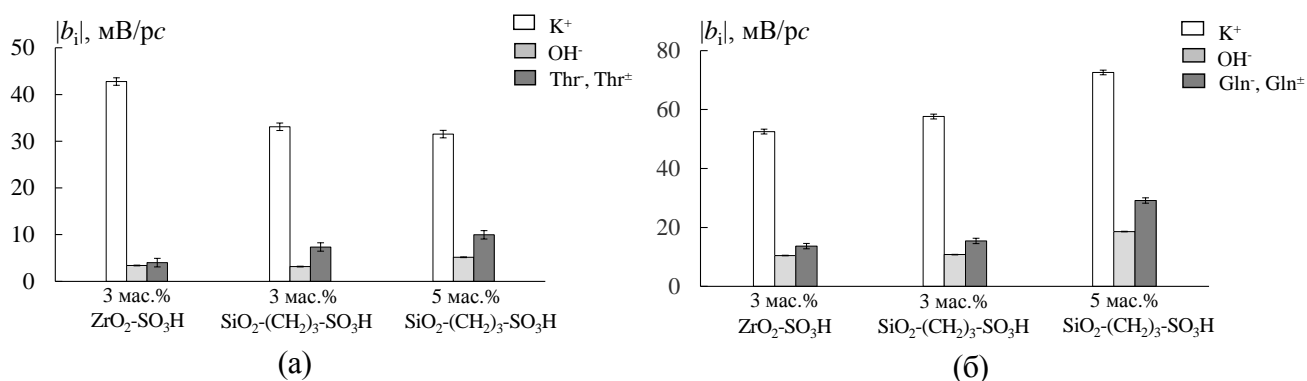 |bᵢ|, мВ/рс
50
40
30
20
10
0
K⁺
OH⁻
Thr⁻, Thr±
3 мас.% 3 мас.% 5 мас.%
ZrO₂-SO₃H SiO₂-(CH₂)₃-SO₃H SiO₂-(CH₂)₃-SO₃H
(а)
|bᵢ|, мВ/рс
80
60
40
20
0
K⁺
OH⁻
Gln⁻, Gln±
3 мас.% 3 мас.% 5 мас.%
ZrO₂-SO₃H SiO₂-(CH₂)₃-SO₃H SiO₂-(CH₂)₃-SO₃H
(б)